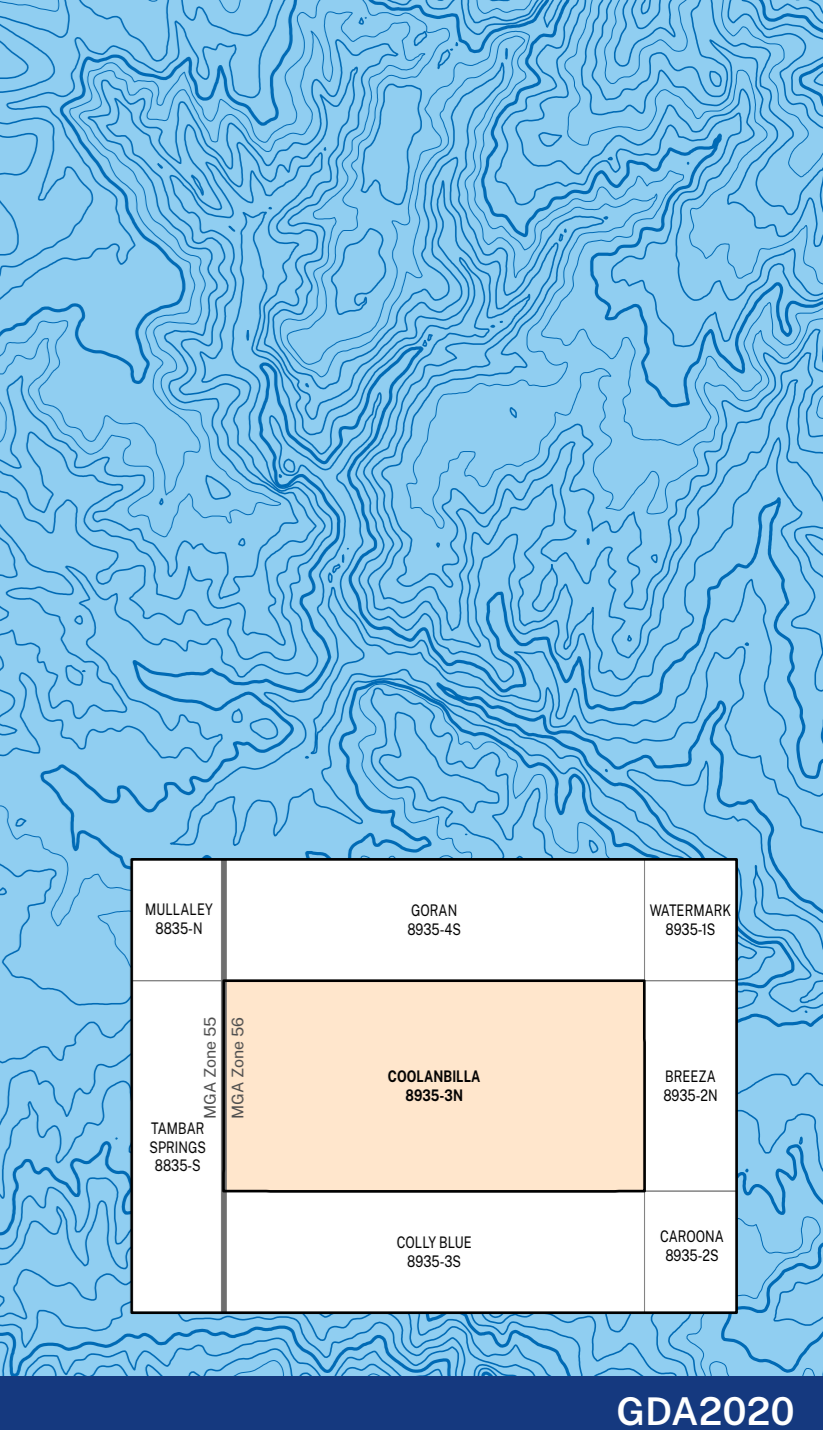 MULLALEY
8835-N
GORAN
8935-4S
WATERMARK
8935-1S
MGA Zone 55
MGA Zone 56
TAMBAR
SPRINGS
8835-S
COOLANBILLA
8935-3N
BREEZA
8935-2N
COLLY BLUE
8935-3S
CAROONA
8935-2S
GDA2020